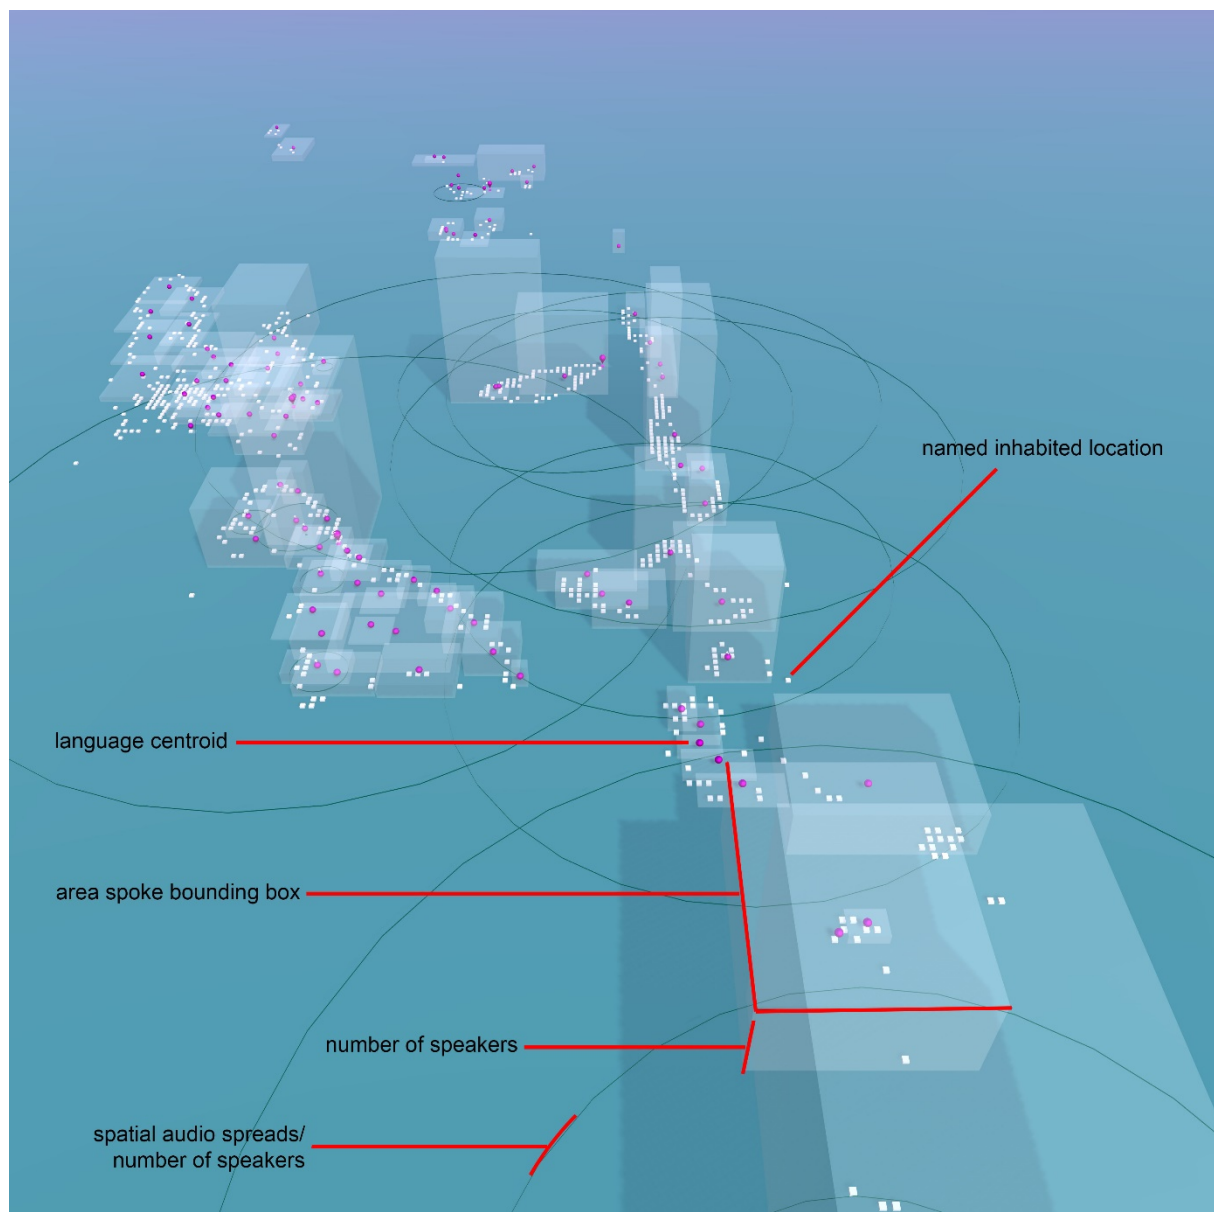 named inhabited location
language centroid
area spoke bounding box
number of speakers
spatial audio spreads/
number of speakers